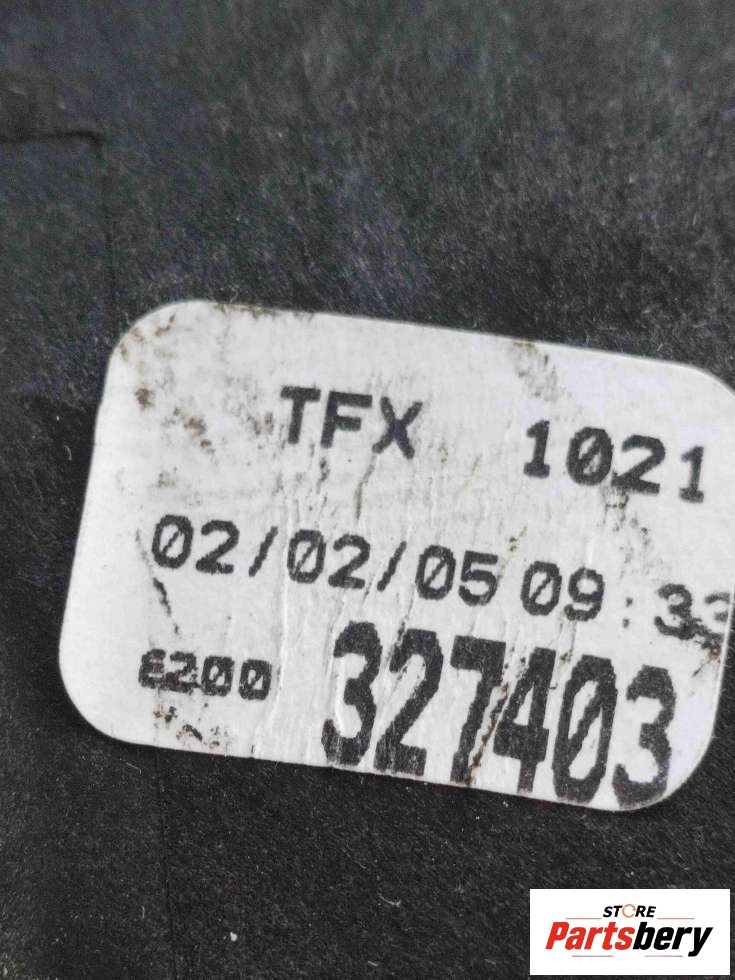 TFX 1021
02/02/05 09:33
8200 327403
STORE
Partsbery